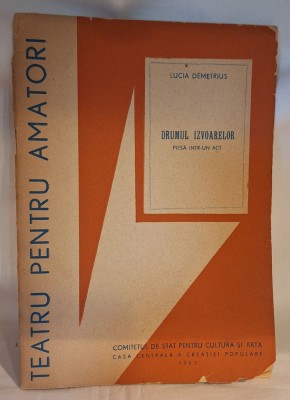 TEATRU PENTRU AMATORI
LUCIA DEMETRIUS
DRUMUL IZVOARELOR
PIESĂ ÎNTR-UN ACT
COMITETUL DE STAT PENTRU CULTURĂ ȘI ARTĂ
CASA CENTRALĂ A CREAȚIEI POPULARE